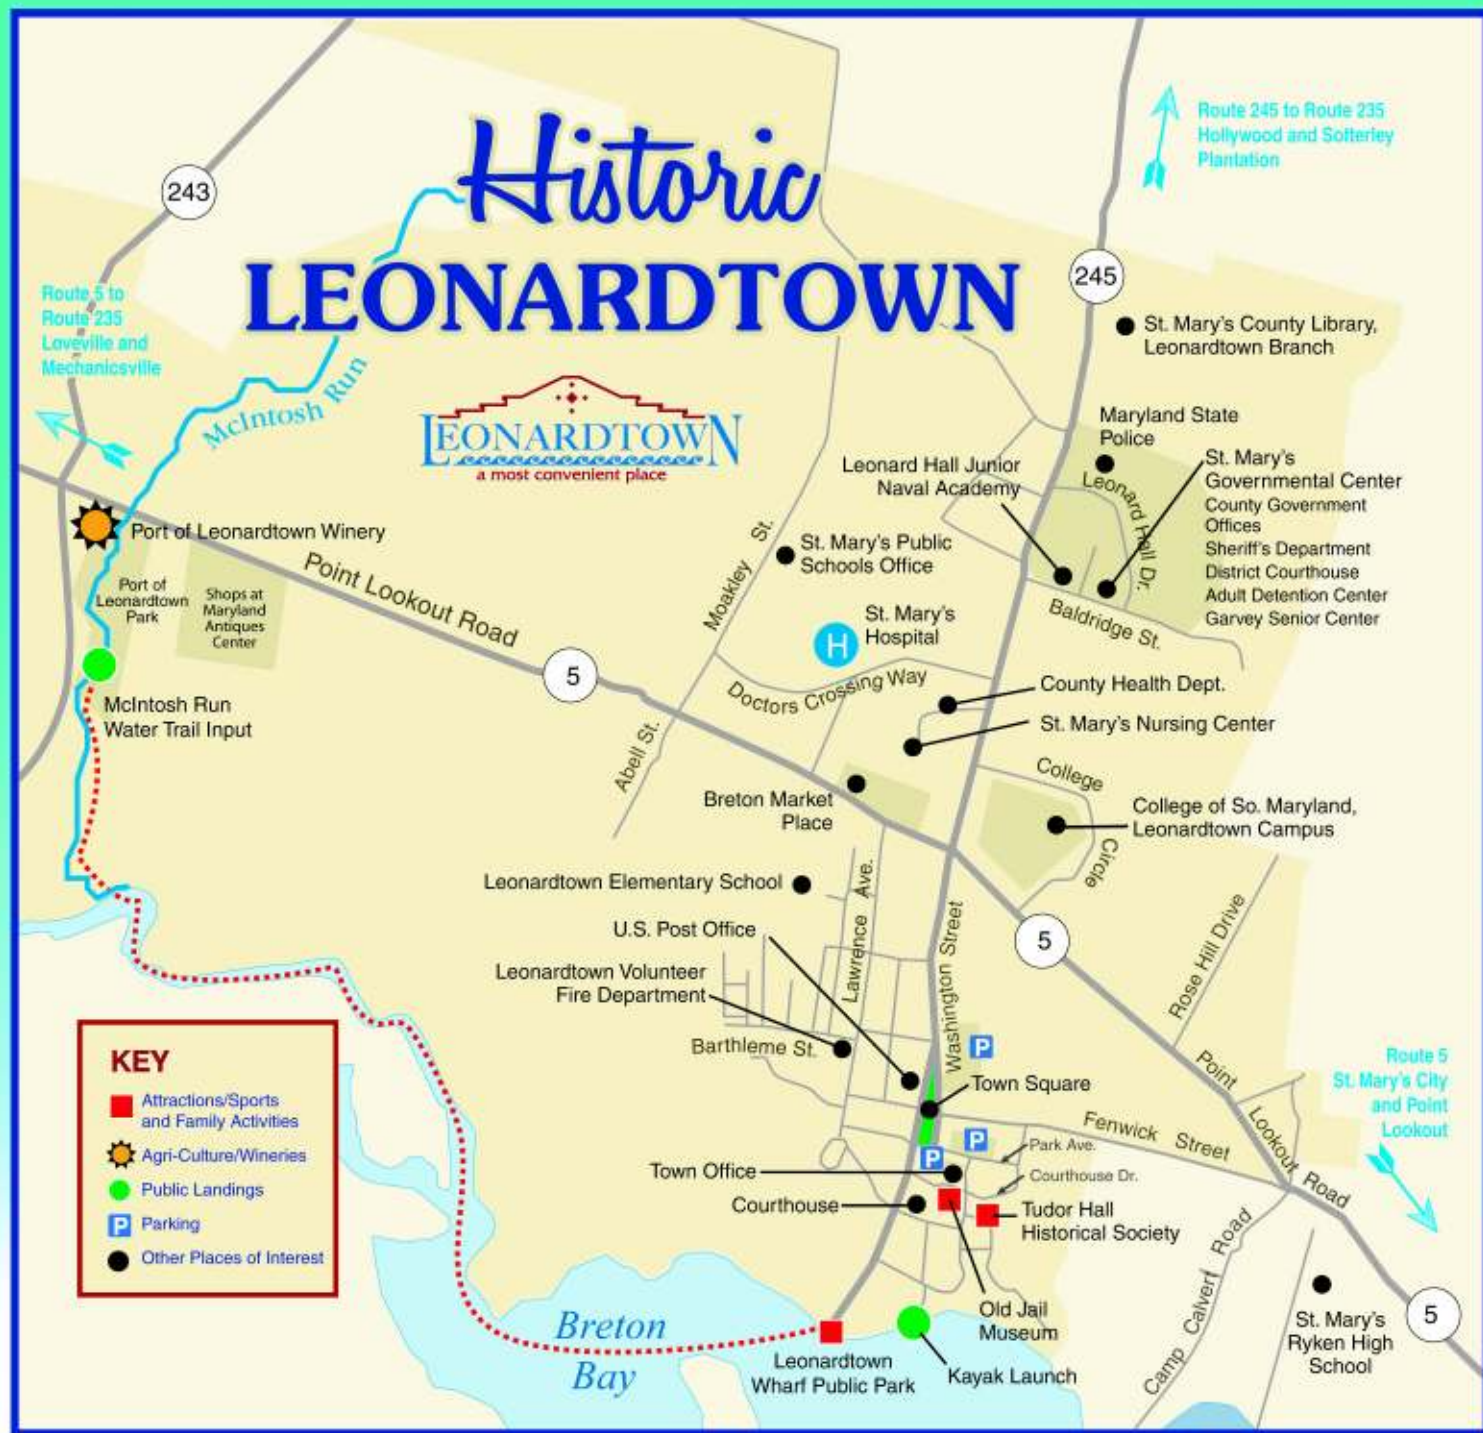 Historic
LEONARDTOWN
LEONARDTOWN
a most convenient place
243
Route 5 to
Route 235
Loveville and
Mechanicsville
McIntosh Run
Route 245 to Route 235
Hollywood and Sotterley
Plantation
245
St. Mary's County Library,
Leonardtown Branch
Maryland State
Police
Leonard Hall Junior
Naval Academy
Leonard Hall Dr.
St. Mary's
Governmental Center
County Government
Offices
Sheriff's Department
District Courthouse
Adult Detention Center
Garvey Senior Center
Baldridge St.
Port of Leonardtown Winery
Port of
Leonardtown
Park
Shops at
Maryland
Antiques
Center
Point Lookout Road
5
Moakley St.
St. Mary's Public
Schools Office
St. Mary's
Hospital
H
Doctors Crossing Way
McIntosh Run
Water Trail Input
Abell St.
County Health Dept.
St. Mary's Nursing Center
College
Circle
College of So. Maryland,
Leonardtown Campus
Breton Market
Place
Leonardtown Elementary School
Lawrence Ave.
U.S. Post Office
Washington Street
5
Rose Hill Drive
Leonardtown Volunteer
Fire Department
Barthleme St.
P
Town Square
Point Lookout Road
Route 5
St. Mary's City
and Point
Lookout
Fenwick Street
P
P
Park Ave.
Courthouse Dr.
Town Office
Courthouse
Tudor Hall
Historical Society
Old Jail
Museum
Camp Calvert Road
St. Mary's
Ryken High
School
5
Breton
Bay
Leonardtown
Wharf Public Park
Kayak Launch
KEY
Attractions/Sports
and Family Activities
Agri-Culture/Wineries
Public Landings
P Parking
Other Places of Interest